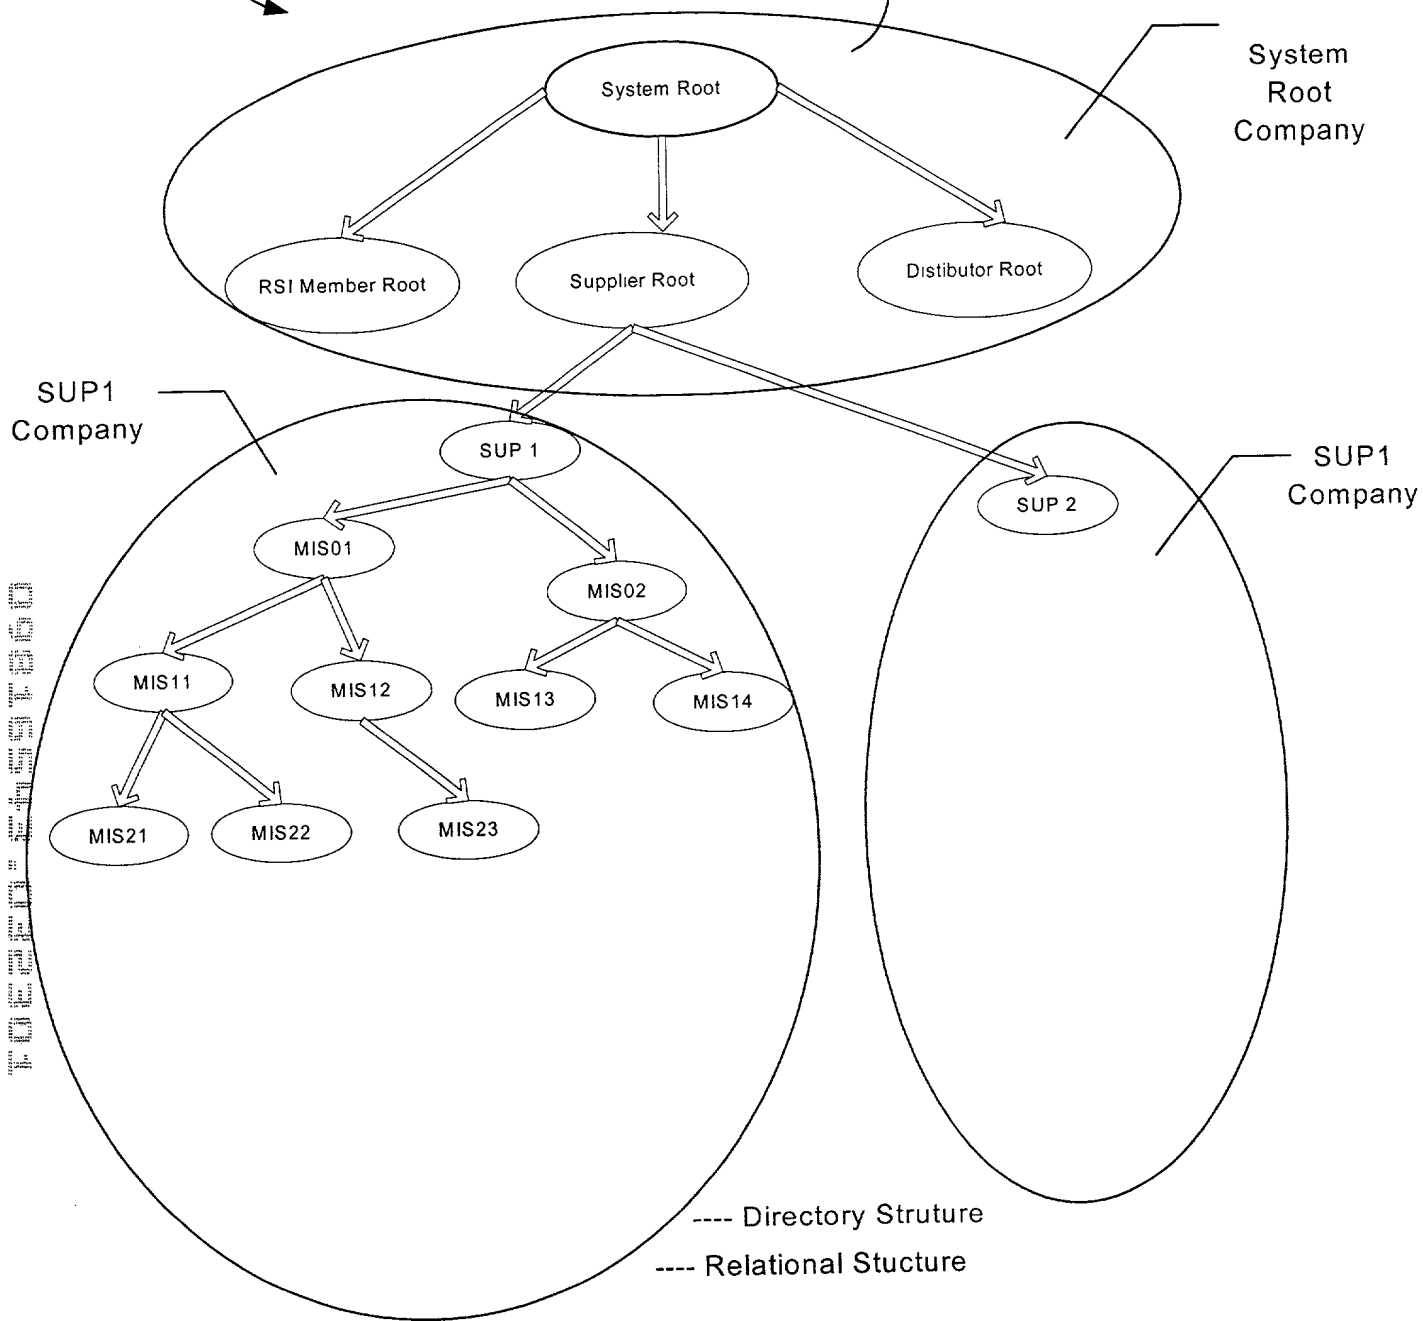 System
Root
Company
System Root
RSI Member Root
Supplier Root
Distibutor Root
SUP1
Company
SUP 1
SUP1
Company
SUP 2
MIS01
MIS02
MIS11
MIS12
MIS13
MIS14
MIS21
MIS22
MIS23
---- Directory Struture
---- Relational Stucture